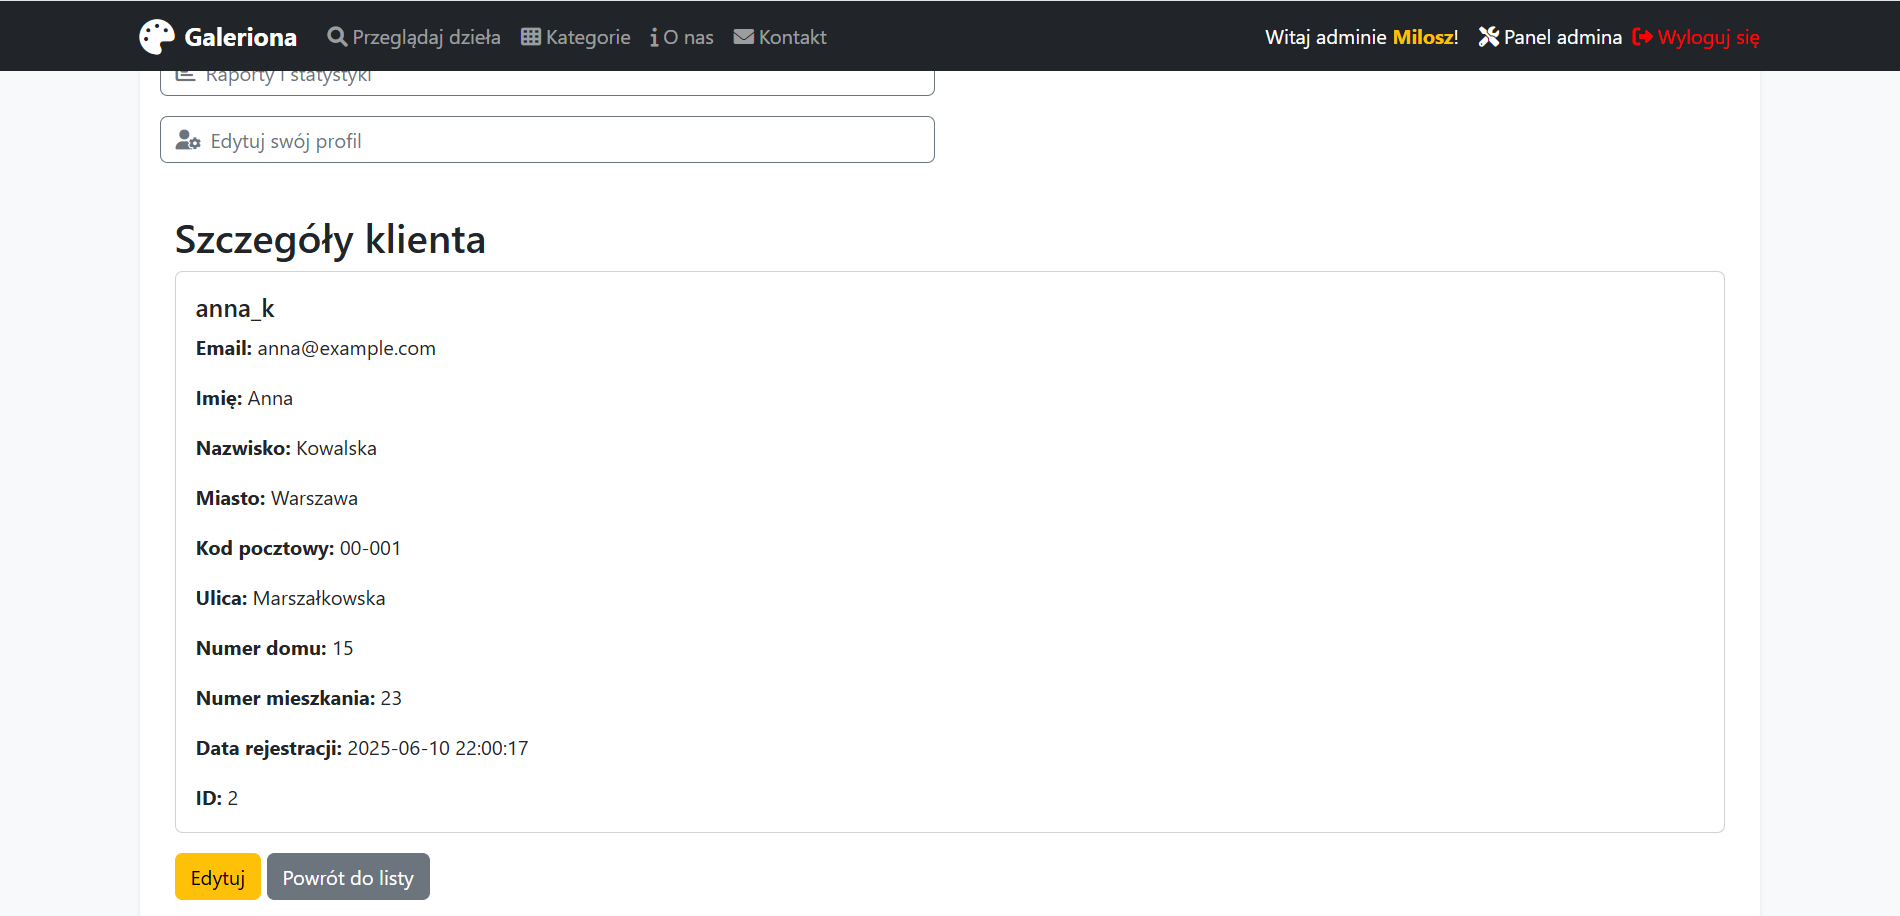 Galeriona Przeglądaj dzieła Kategorie O nas Kontakt Witaj adminie Milosz! Panel admina Wyloguj się
Raporty i statystyki
Edytuj swój profil
Szczegóły klienta
anna_k
Email: anna@example.com
Imię: Anna
Nazwisko: Kowalska
Miasto: Warszawa
Kod pocztowy: 00-001
Ulica: Marszałkowska
Numer domu: 15
Numer mieszkania: 23
Data rejestracji: 2025-06-10 22:00:17
ID: 2
Edytuj Powrót do listy